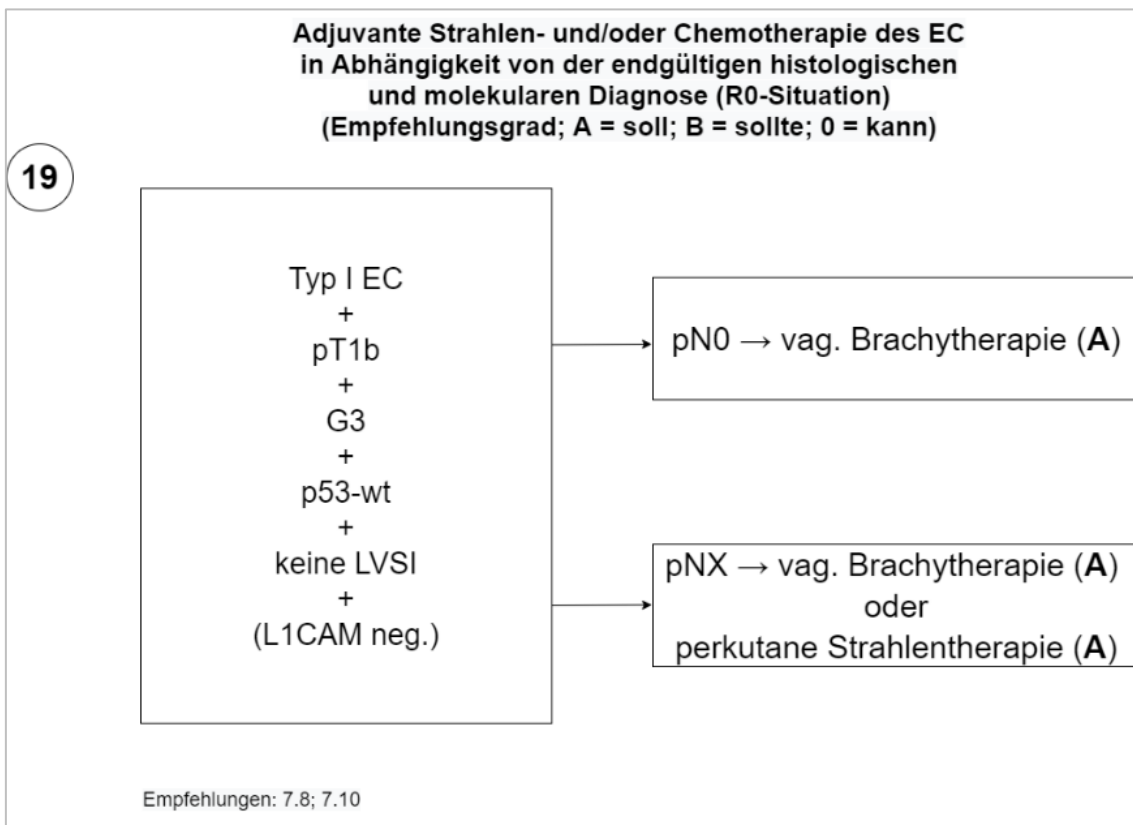 Adjuvante Strahlen- und/oder Chemotherapie des EC
in Abhängigkeit von der endgültigen histologischen
und molekularen Diagnose (R0-Situation)
(Empfehlungsgrad; A = soll; B = sollte; 0 = kann)
19
Typ I EC
+
pT1b
+
G3
+
p53-wt
+
keine LVSI
+
(L1CAM neg.)
pN0 → vag. Brachytherapie (A)
pNX → vag. Brachytherapie (A)
oder
perkutane Strahlentherapie (A)
Empfehlungen: 7.8; 7.10